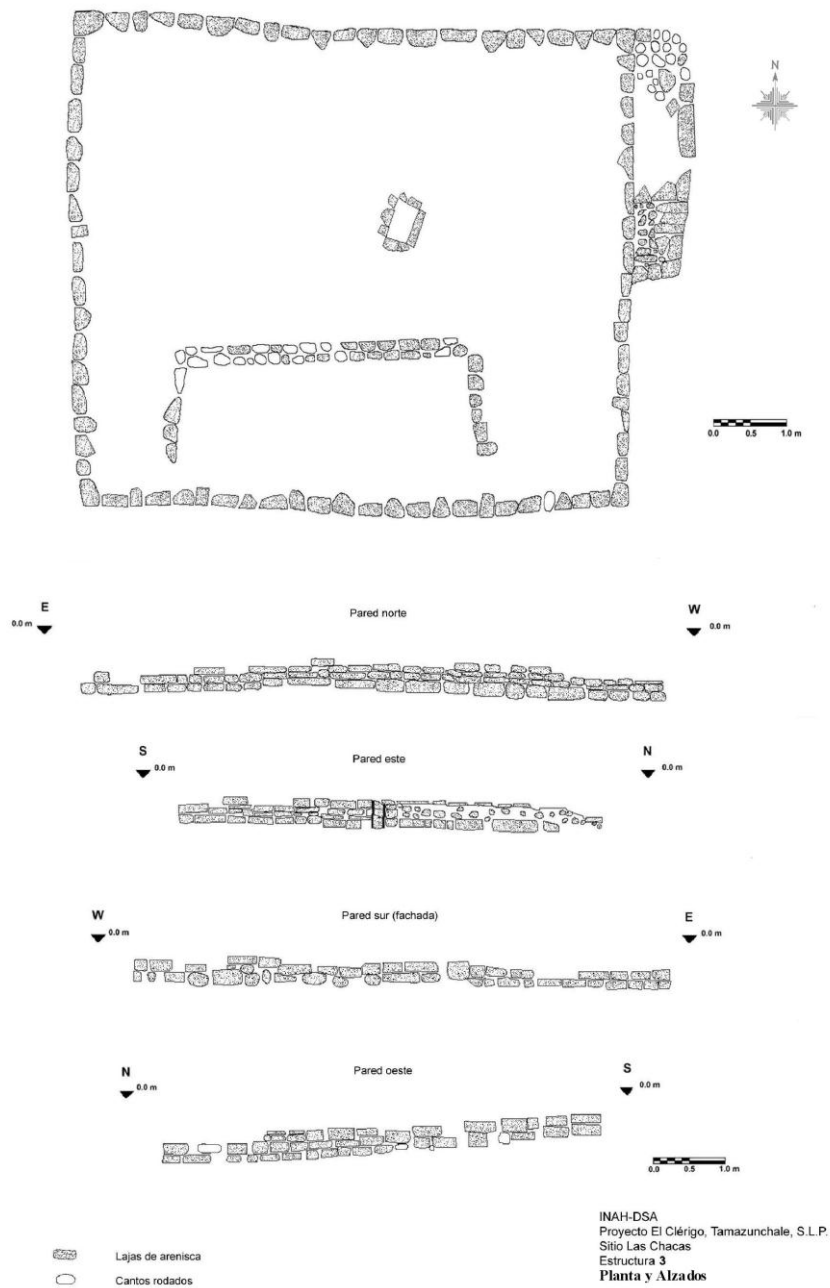 N
0.0 0.5 1.0 m
E Pared norte W
0.0 m 0.0 m
S Pared este N
0.0 m 0.0 m
W Pared sur (fachada) E
0.0 m 0.0 m
N Pared oeste S
0.0 m 0.0 m
0.0 0.5 1.0 m
INAH-DSA
Proyecto El Clérigo, Tamazunchale, S.L.P.
Sitio Las Chacas
Estructura 3
Planta y Alzados
Lajas de arenisca
Cantos rodados